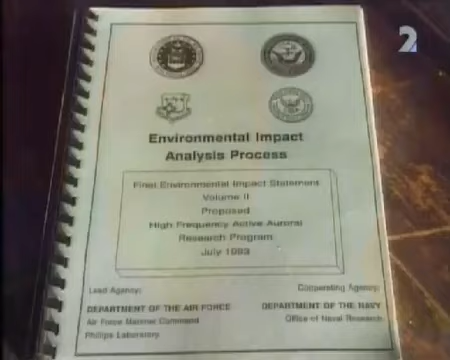 2
Environmental Impact
Analysis Process
Final Environmental Impact Statement
Volume II
Proposed
High Frequency Active Auroral
Research Program
July 1993
Lead Agency:
DEPARTMENT OF THE AIR FORCE
Air Force Materiel Command
Phillips Laboratory
Cooperating Agency:
DEPARTMENT OF THE NAVY
Office of Naval Research